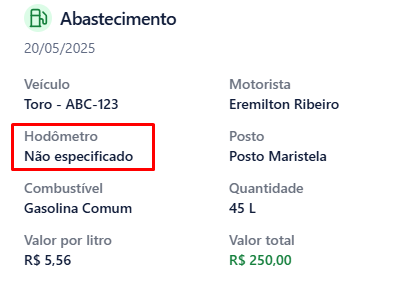 Abastecimento
20/05/2025
Veículo
Toro - ABC-123
Motorista
Eremilton Ribeiro
Hodômetro
Não especificado
Posto
Posto Maristela
Combustível
Gasolina Comum
Quantidade
45 L
Valor por litro
R$ 5,56
Valor total
R$ 250,00